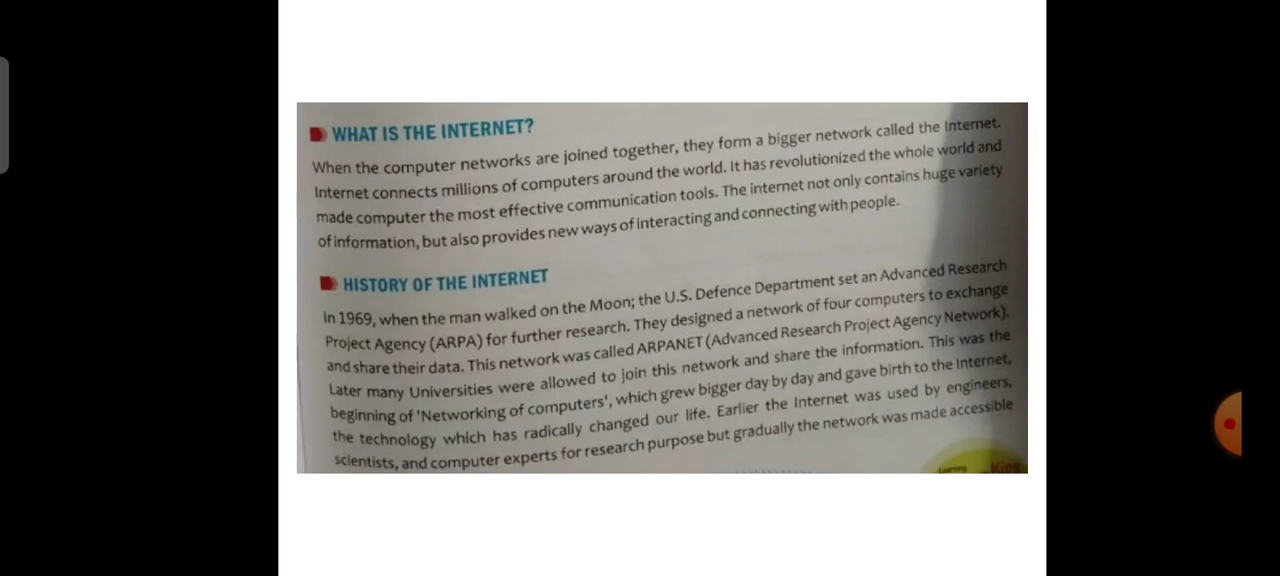 WHAT IS THE INTERNET?
When the computer networks are joined together, they form a bigger network called the Internet.
Internet connects millions of computers around the world. It has revolutionized the whole world and
made computer the most effective communication tools. The internet not only contains huge variety
of information, but also provides new ways of interacting and connecting with people.
HISTORY OF THE INTERNET
In 1969, when the man walked on the Moon; the U.S. Defence Department set an Advanced Research
Project Agency (ARPA) for further research. They designed a network of four computers to exchange
and share their data. This network was called ARPANET (Advanced Research Project Agency Network).
Later many Universities were allowed to join this network and share the information. This was the
beginning of 'Networking of computers', which grew bigger day by day and gave birth to the Internet,
the technology which has radically changed our life. Earlier the Internet was used by engineers,
scientists, and computer experts for research purpose but gradually the network was made accessible
Learning Kips